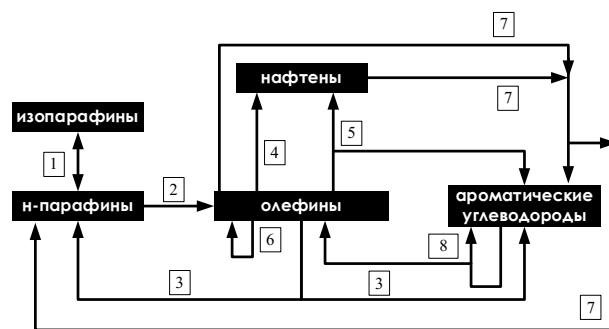 7
нафтены
7
изопарафины
5
4
1
2
н-парафины
олефины
ароматические
углеводороды
6
8
3
3
7